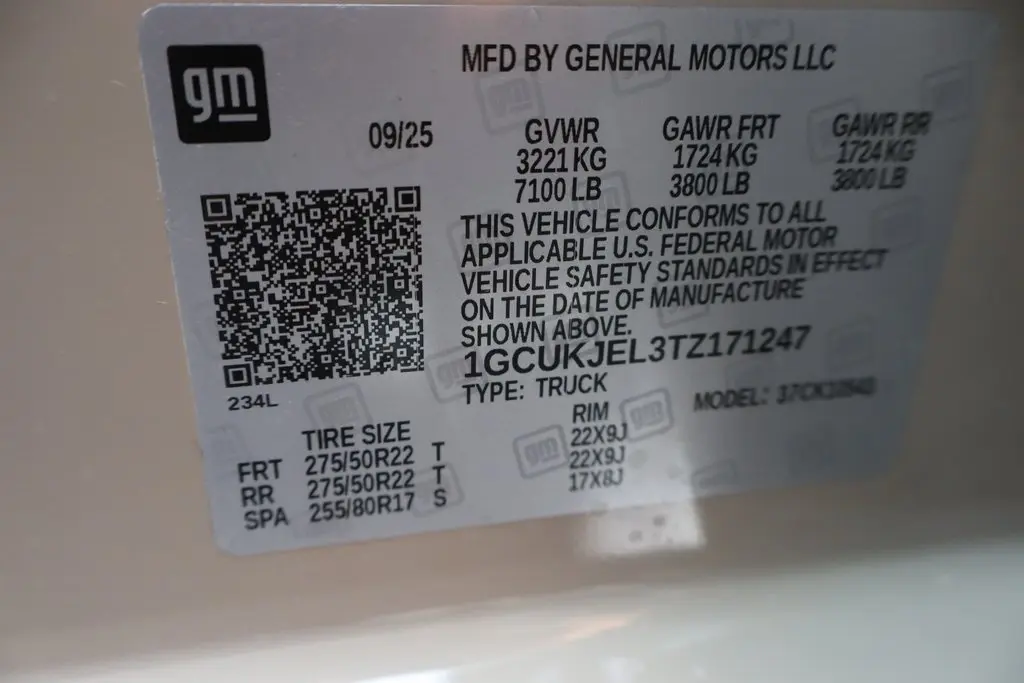 gm
MFD BY GENERAL MOTORS LLC
09/25
GVWR GAWR FRT GAWR RR
3221 KG 1724 KG 1724 KG
7100 LB 3800 LB 3800 LB
THIS VEHICLE CONFORMS TO ALL
APPLICABLE U.S. FEDERAL MOTOR
VEHICLE SAFETY STANDARDS IN EFFECT
ON THE DATE OF MANUFACTURE
SHOWN ABOVE.
1GCUKJEL3TZ171247
TYPE: TRUCK
MODEL:
234L
TIRE SIZE RIM
FRT 275/50R22 T 22X9J
RR 275/50R22 T 22X9J
SPA 255/80R17 S 17X8J